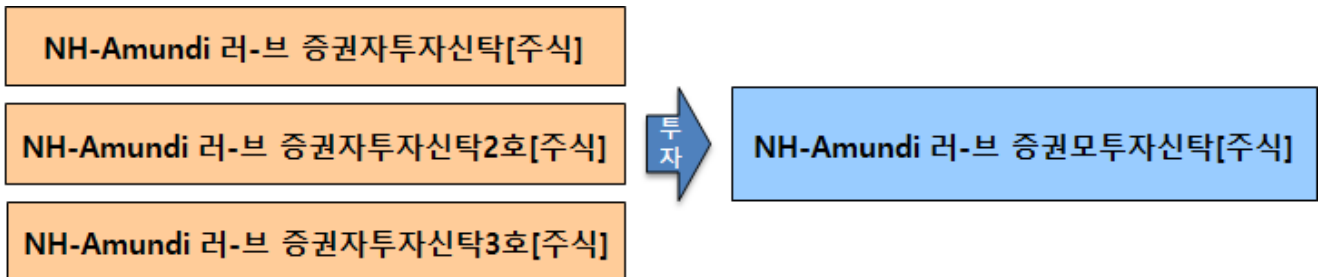 NH-Amundi 러-브 증권자투자신탁[주식]
NH-Amundi 러-브 증권자투자신탁2호[주식]
NH-Amundi 러-브 증권자투자신탁3호[주식]
투
자
NH-Amundi 러-브 증권모투자신탁[주식]